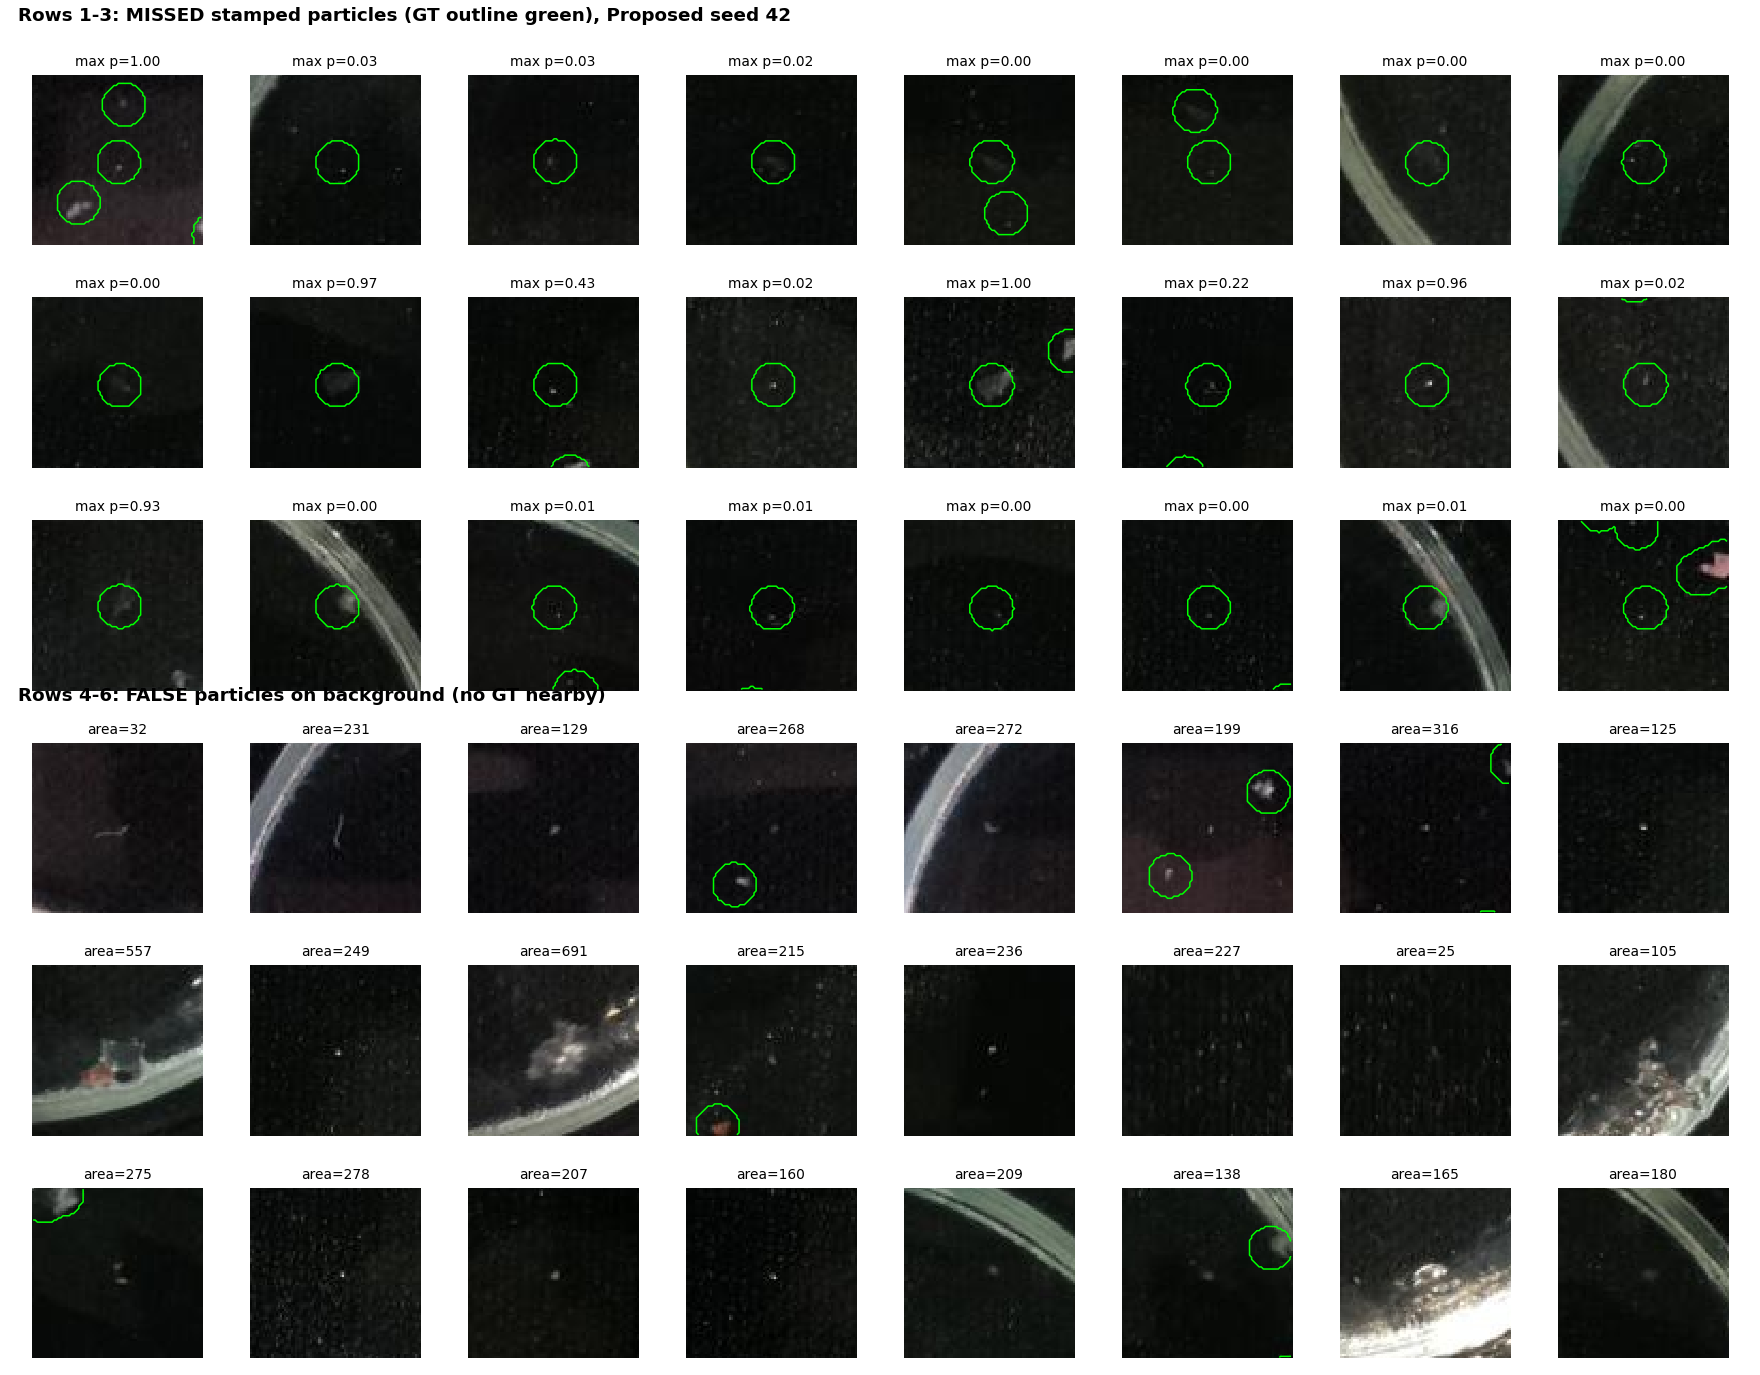 Rows 1-3: MISSED stamped particles (GT outline green), Proposed seed 42
max p=1.00 max p=0.03 max p=0.03 max p=0.02 max p=0.00 max p=0.00 max p=0.00 max p=0.00
max p=0.00 max p=0.97 max p=0.43 max p=0.02 max p=1.00 max p=0.22 max p=0.96 max p=0.02
max p=0.93 max p=0.00 max p=0.01 max p=0.01 max p=0.00 max p=0.00 max p=0.01 max p=0.00
Rows 4-6: FALSE particles on background (no GT nearby)
area=32 area=231 area=129 area=268 area=272 area=199 area=316 area=125
area=557 area=249 area=691 area=215 area=236 area=227 area=25 area=105
area=275 area=278 area=207 area=160 area=209 area=138 area=165 area=180